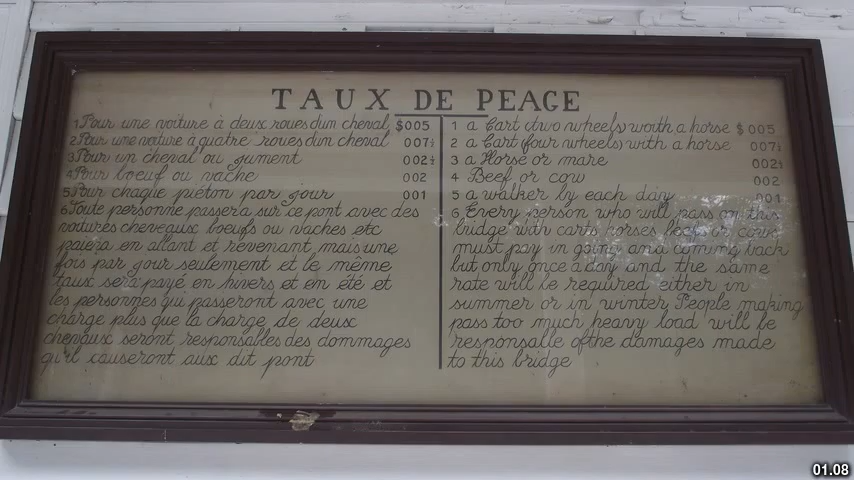 TAUX DE PEAGE
1 Pour une voiture à deux roues dum cheval $005
2 Pour une voiture à quatre roues dum cheval 007½
3 Pour un cheval ou jument 002½
4 Pour boeuf ou vache 002
5 Pour chaque piéton par jour 001
6 Toute personne passera sur ce pont avec des
voitures chevegusc boeufs ou vaches etc
paiera en allant et revenant, mais une
fois par jour seulement et le même
taux sera payé en hivers et en été et
les personnes qui passeront avec une
charge plus que la charge de deux
chevaux seront responsables des dommages
qu'il causeront aux dit pont
1 a Cart (two wheels) worth a horse $005
2 a Cart (four wheels) with a horse 007½
3 a Horse or mare 002½
4 Beef or cow 002
5 a walker by each day 001
6 Every person who will pass on this
bridge with carts horses beef or cow
must pay in going and coming back
but only once a day and the same
rate will be required either in
summer or in winter People making
pass too much heavy load will be
responsalle of the damages made
to this bridge
01.08